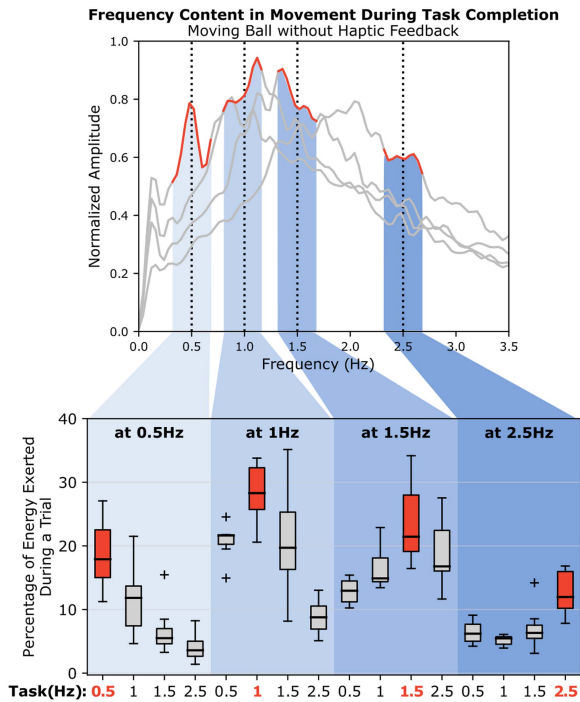 Frequency Content in Movement During Task Completion
Moving Ball without Haptic Feedback
Normalized Amplitude
1.0
0.8
0.6
0.4
0.2
0.0
0.0 0.5 1.0 1.5 2.0 2.5 3.0 3.5
Frequency (Hz)
Percentage of Energy Exerted
During a Trial
40
30
20
10
0
at 0.5Hz at 1Hz at 1.5Hz at 2.5Hz
Task(Hz): 0.5 1 1.5 2.5 0.5 1 1.5 2.5 0.5 1 1.5 2.5 0.5 1 1.5 2.5